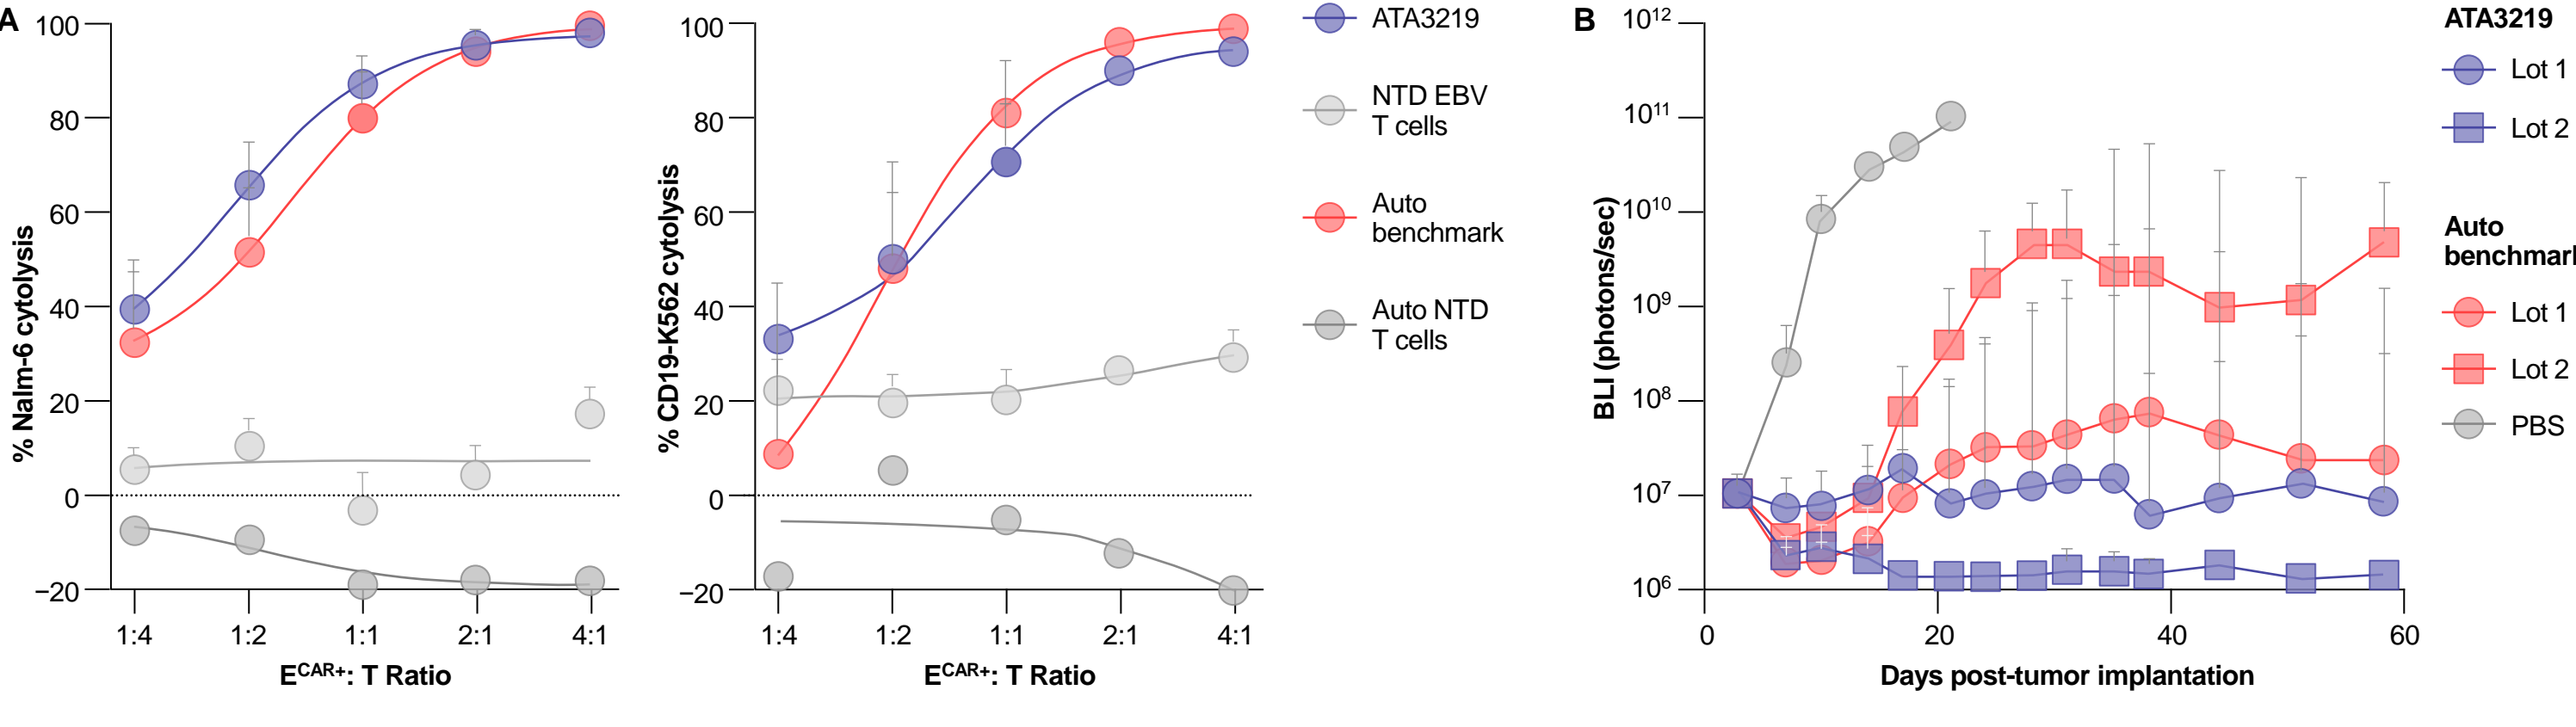 A
% Nalm-6 cytolysis
100
80
60
40
20
0
−20
1:4
1:2
1:1
2:1
4:1
ECAR+: T Ratio
% CD19-K562 cytolysis
100
80
60
40
20
0
−20
1:4
1:2
1:1
2:1
4:1
ECAR+: T Ratio
ATA3219
NTD EBV
T cells
Auto
benchmark
Auto NTD
T cells
B
BLI (photons/sec)
10¹²
10¹¹
10¹⁰
10⁹
10⁸
10⁷
10⁶
0
20
40
60
Days post-tumor implantation
ATA3219
Lot 1
Lot 2
Auto
benchmark
Lot 1
Lot 2
PBS